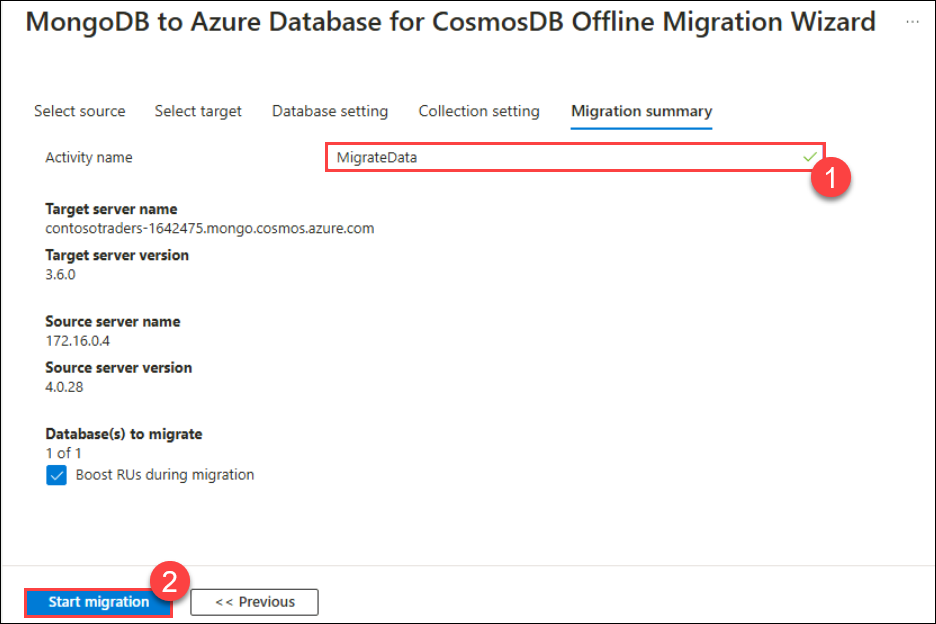 MongoDB to Azure Database for CosmosDB Offline Migration Wizard ...
Select source Select target Database setting Collection setting Migration summary
Activity name MigrateData
1
Target server name
contosotraders-1642475.mongo.cosmos.azure.com
Target server version
3.6.0
Source server name
172.16.0.4
Source server version
4.0.28
Database(s) to migrate
1 of 1
Boost RUs during migration
2
Start migration << Previous